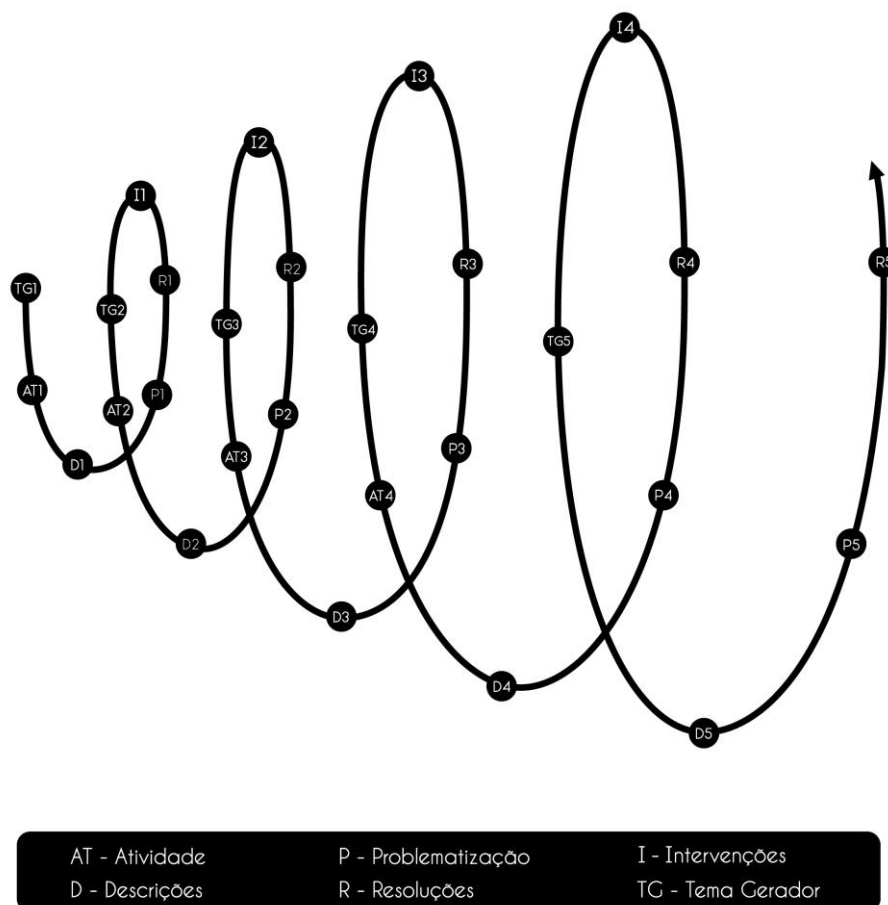 I4
I3
I2
I1
TG1
TG2
R1
TG3
R2
TG4
R3
TG5
R4
R5
AT1
AT2
P1
D1
AT3
P2
D2
AT4
P3
D3
P4
D4
P5
D5
AT - Atividade
P - Problematização
I - Intervenções
D - Descrições
R - Resoluções
TG - Tema Gerador